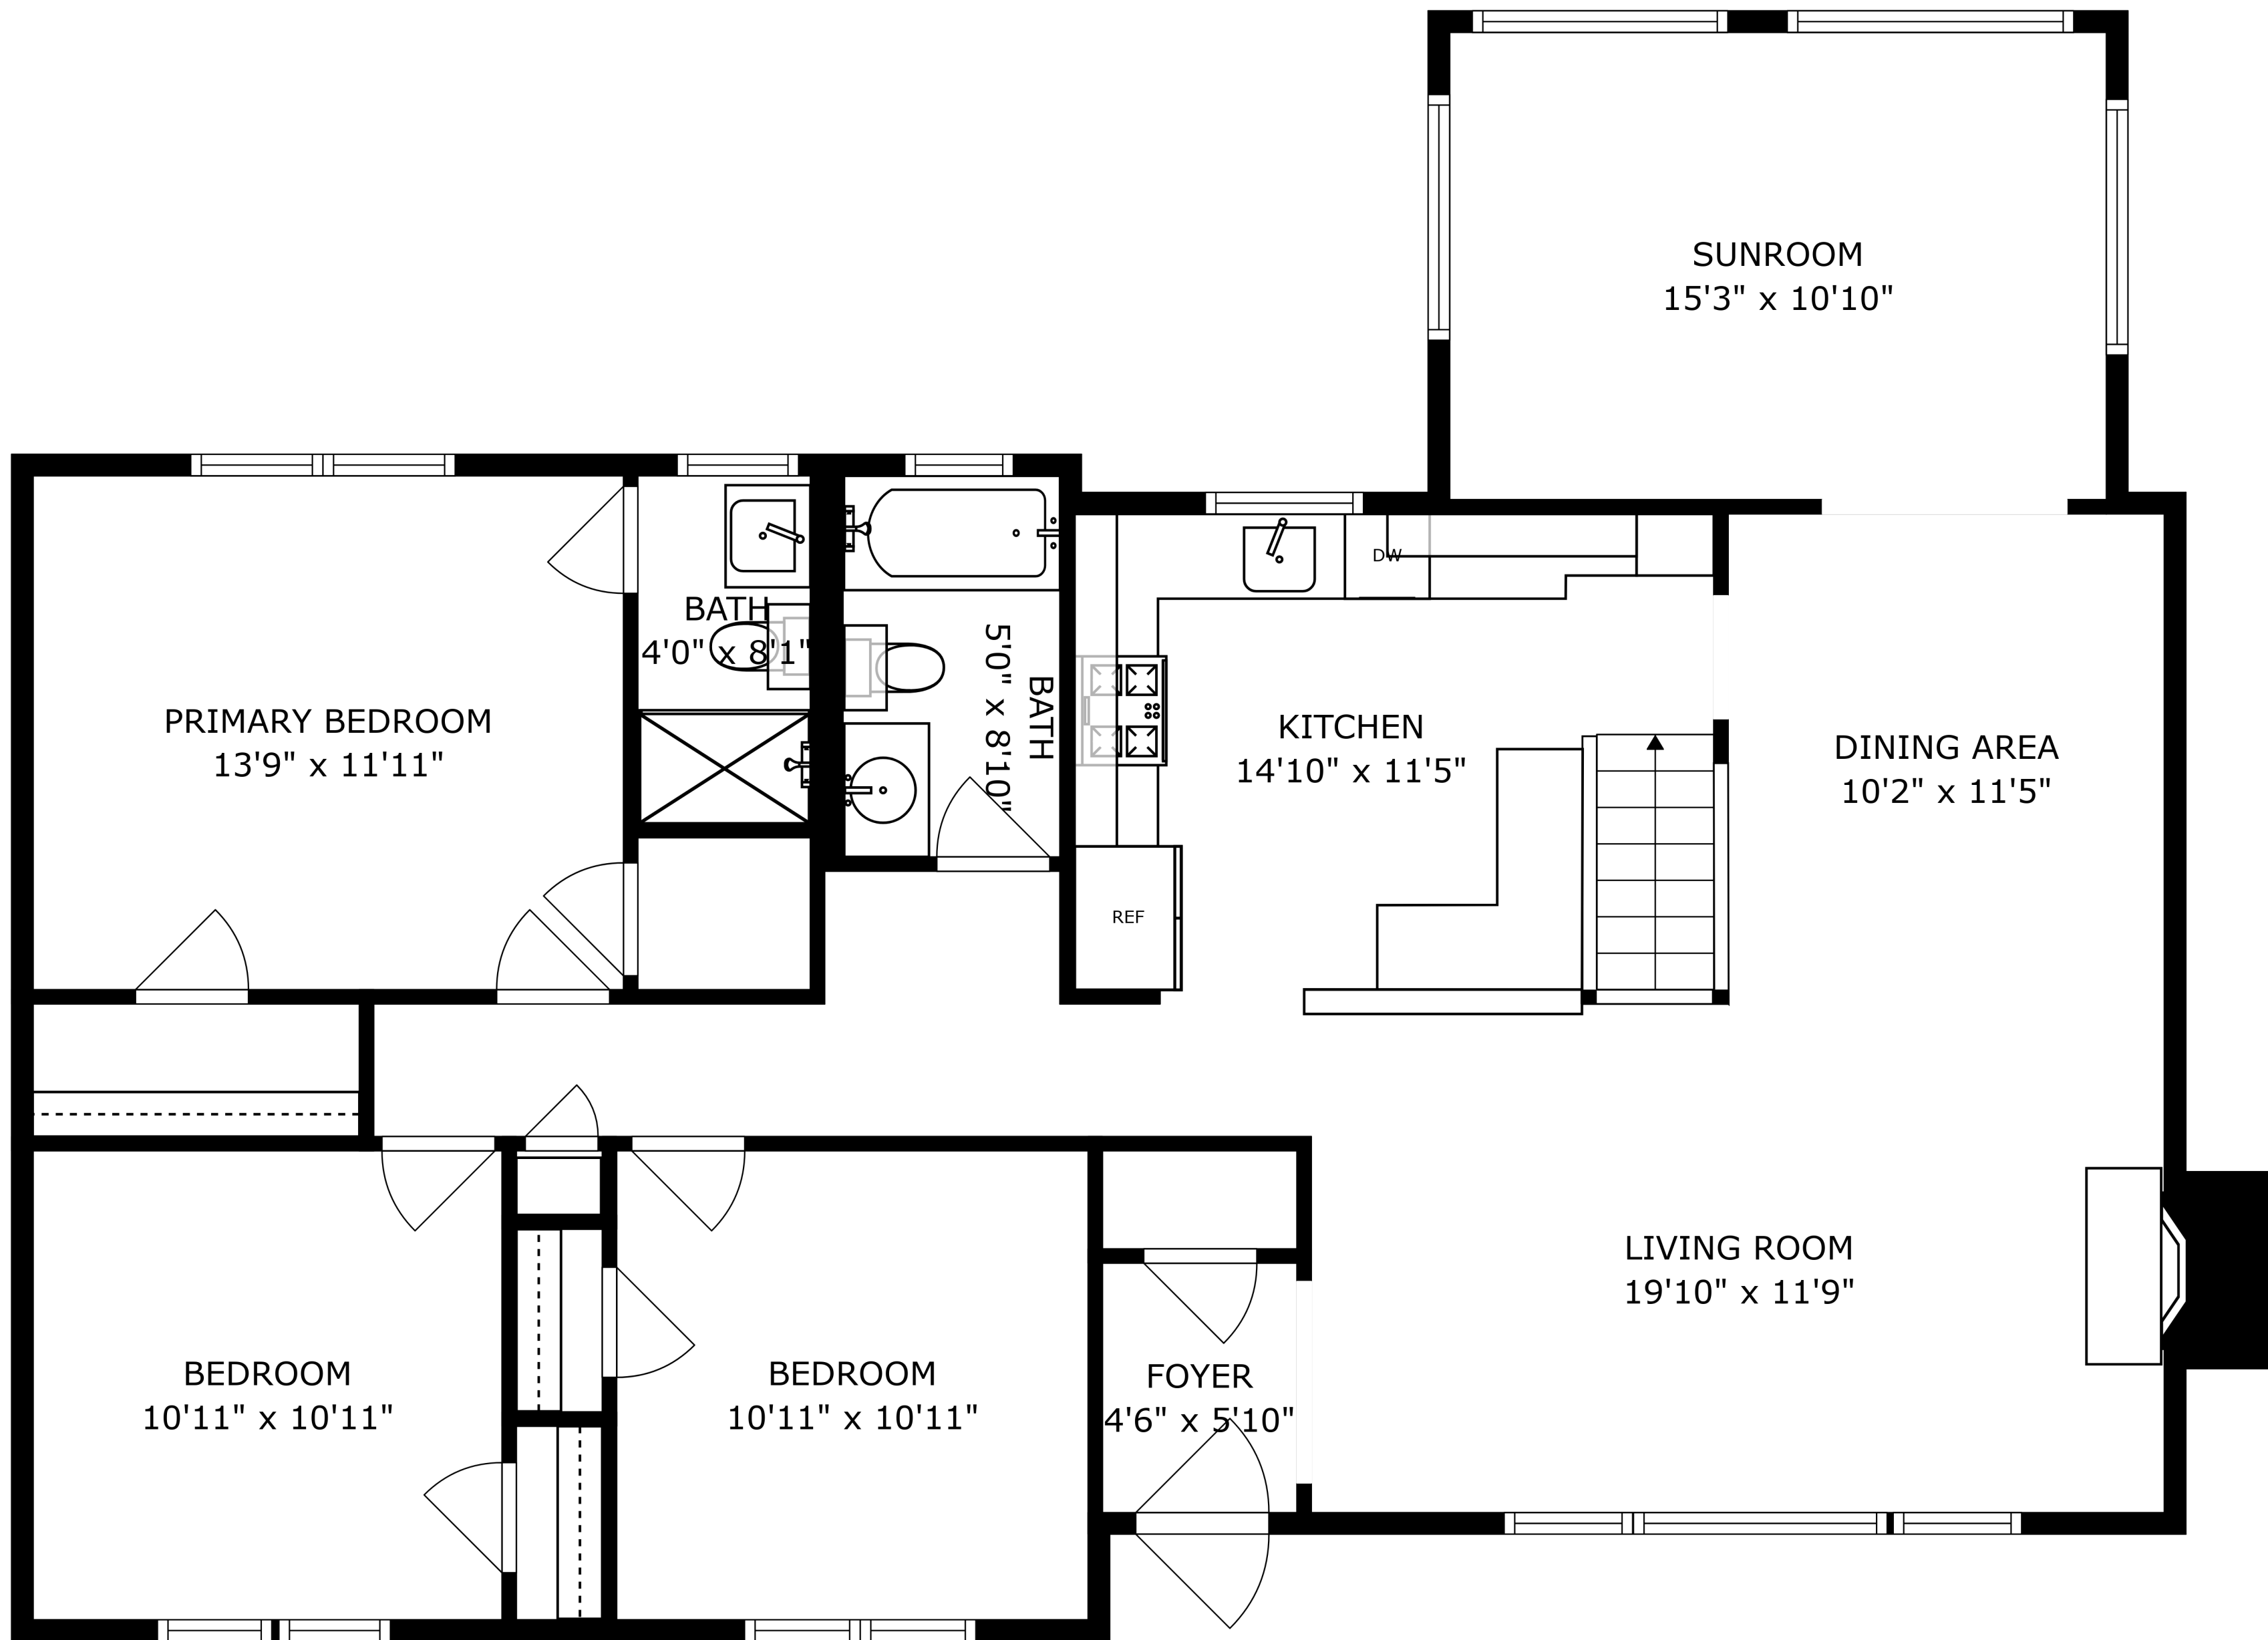 SUNROOM
15'3" x 10'10"
DW
BATH
4'0" x 8'1"
BATH
5'0" x 8'10"
PRIMARY BEDROOM
13'9" x 11'11"
KITCHEN
14'10" x 11'5"
DINING AREA
10'2" x 11'5"
REF
LIVING ROOM
19'10" x 11'9"
BEDROOM
10'11" x 10'11"
BEDROOM
10'11" x 10'11"
FOYER
4'6" x 5'10"